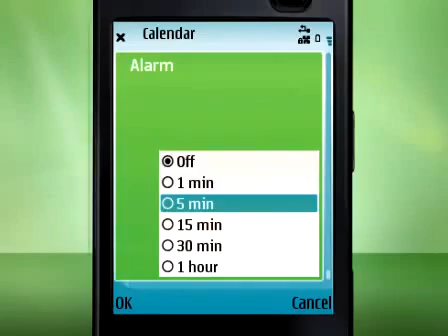 Calendar
Alarm
Off
1 min
5 min
15 min
30 min
1 hour
OK Cancel